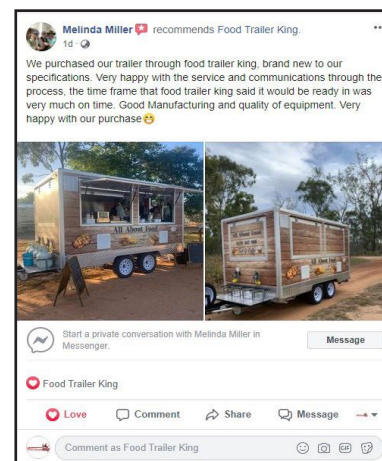 Melinda Miller recommends Food Trailer King.
1d
We purchased our trailer through food trailer king, brand new to our
specifications. Very happy with the service and communications through the
process, the time frame that food trailer king said it would be ready in was
very much on time. Good Manufacturing and quality of equipment. Very
happy with our purchase😁
All About Food
All About Food
Start a private conversation with Melinda Miller in
Messenger.
Message
Food Trailer King
Love Comment Share Message
Comment as Food Trailer King
GIF